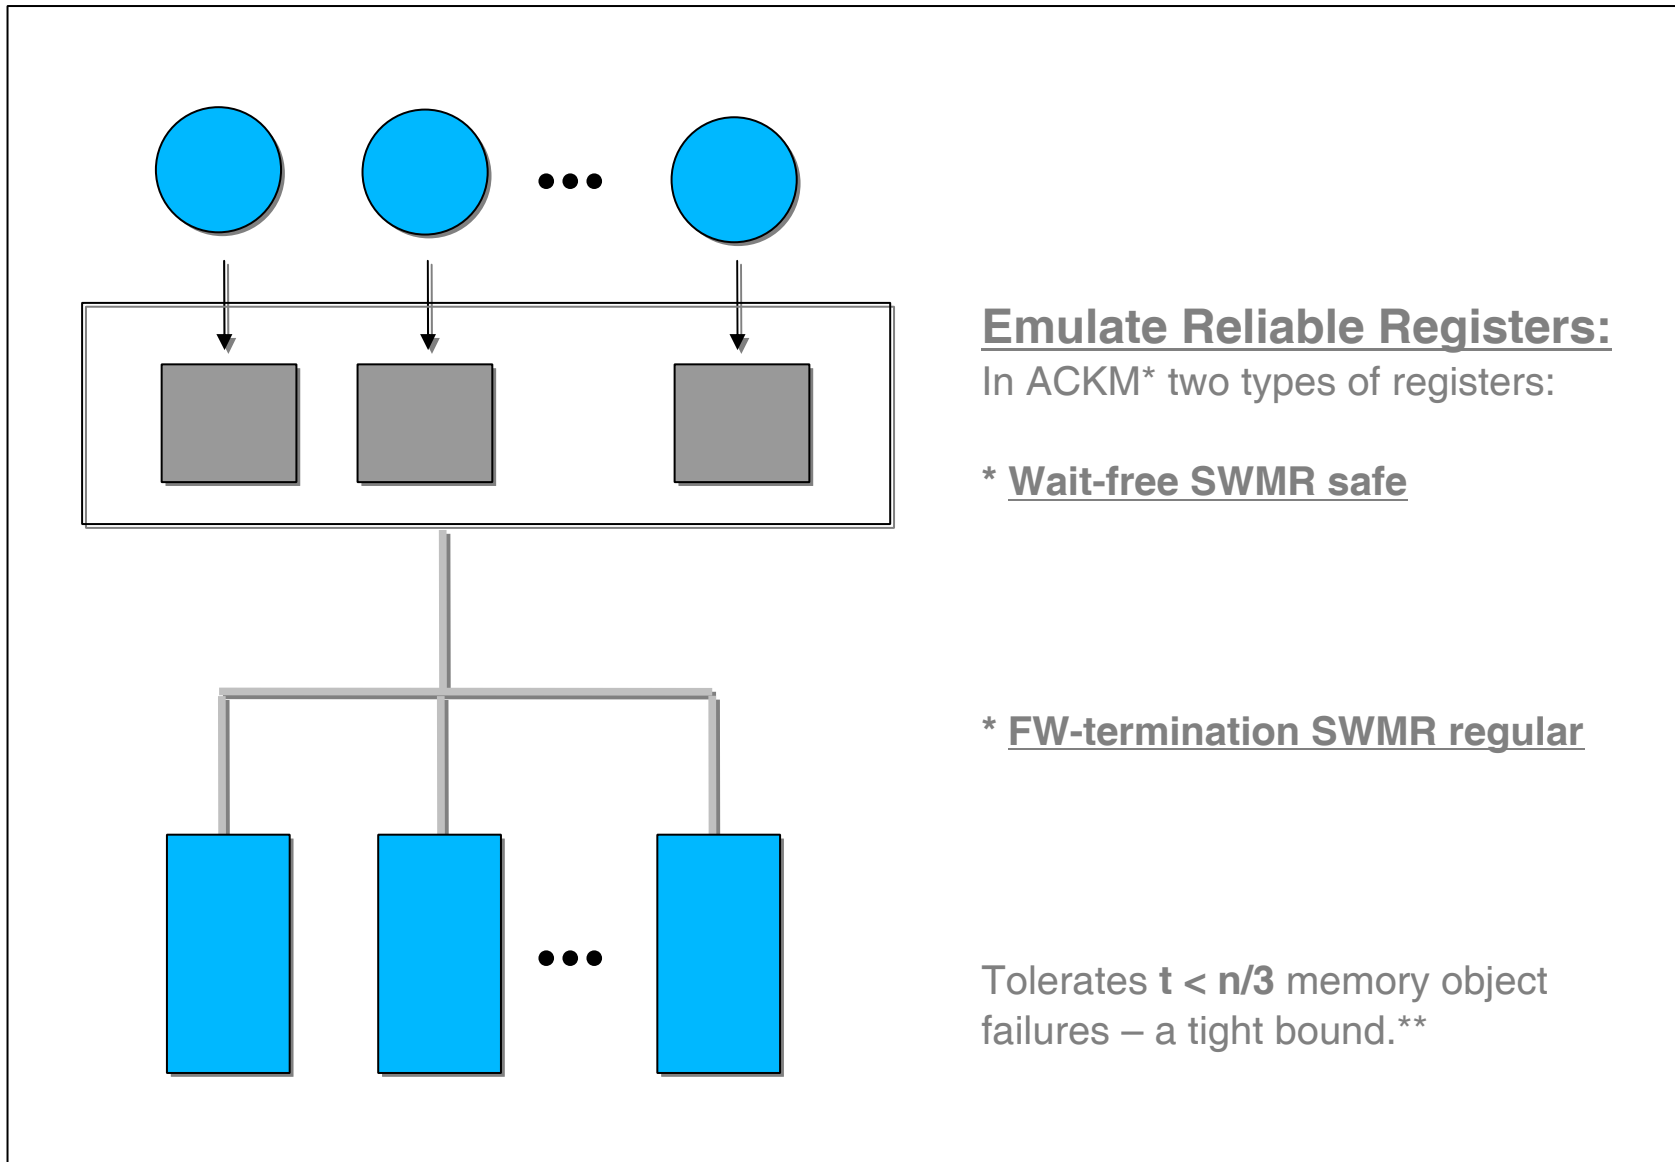 Emulate Reliable Registers:
In ACKM* two types of registers:
* Wait-free SWMR safe
* FW-termination SWMR regular
Tolerates t < n/3 memory object
failures – a tight bound.**